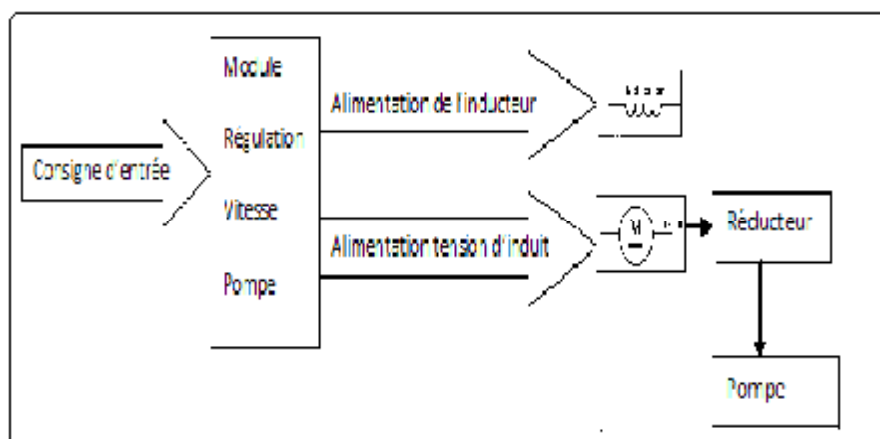 Module
Régulation
Vitesse
Pompe
Consigne d'entrée
Alimentation de l'inducteur
Alimentation tension d'induit
M
Réducteur
Pompe